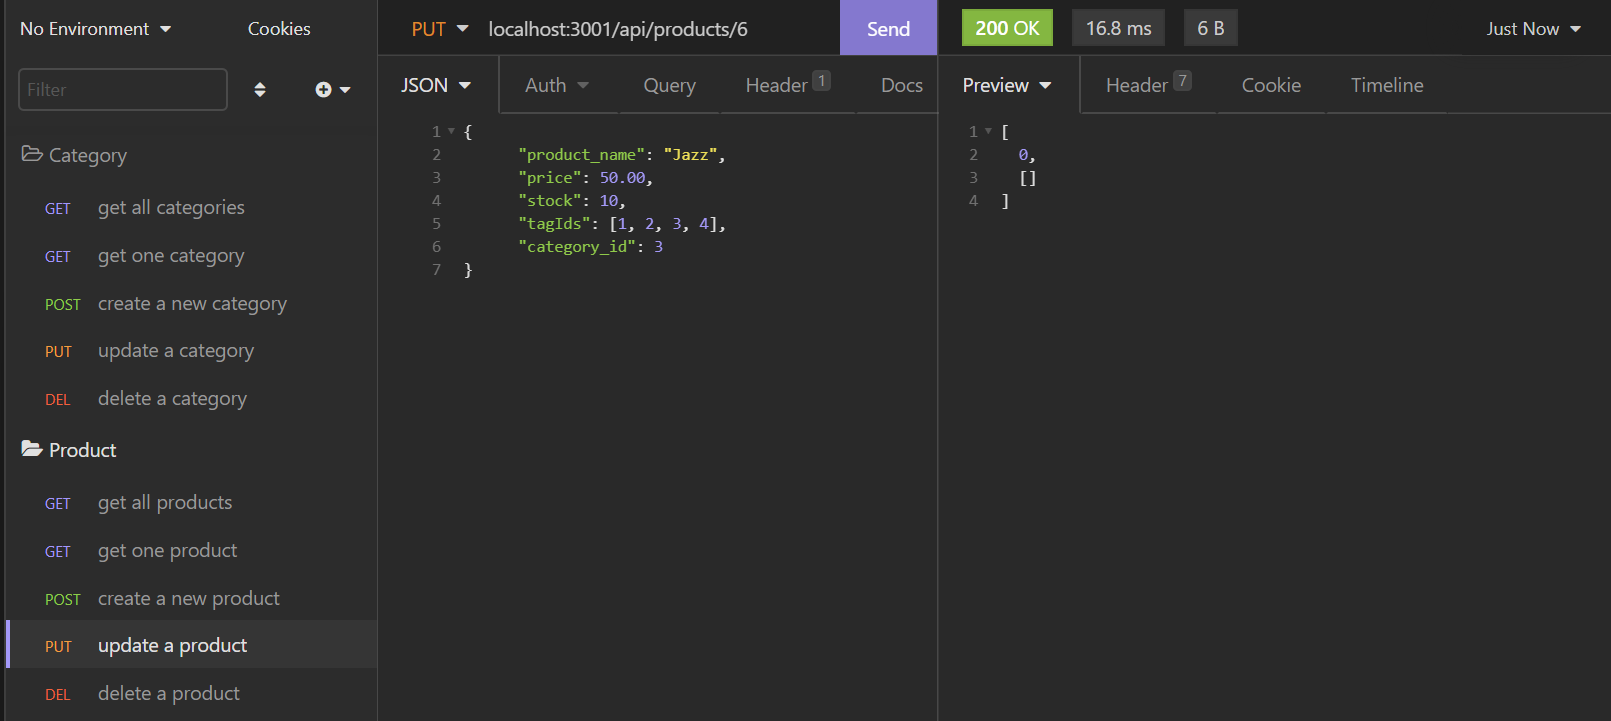 No Environment
Cookies
Filter
Category
GET get all categories
GET get one category
POST create a new category
PUT update a category
DEL delete a category
Product
GET get all products
GET get one product
POST create a new product
PUT update a product
DEL delete a product
PUT localhost:3001/api/products/6 Send
JSON Auth Query Header 1 Docs
1 {
2 "product_name": "Jazz",
3 "price": 50.00,
4 "stock": 10,
5 "tagIds": [1, 2, 3, 4],
6 "category_id": 3
7 }
200 OK 16.8 ms 6 B Just Now
Preview Header 7 Cookie Timeline
1 [
2 0,
3 []
4 ]